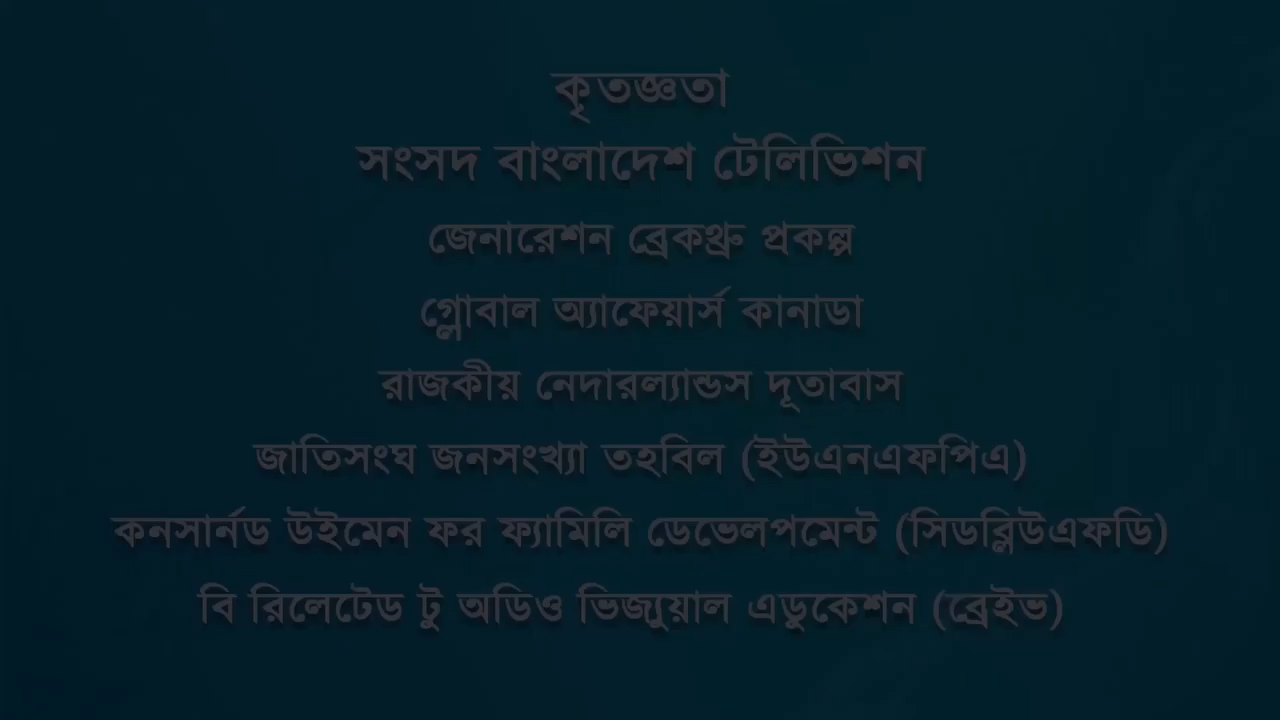 কৃতজ্ঞতা
সংসদ বাংলাদেশ টেলিভিশন
জেনারেশন ব্রেকথ্রু প্রকল্প
গ্লোবাল অ্যাফেয়ার্স কানাডা
রাজকীয় নেদারল্যান্ডস দূতাবাস
জাতিসংঘ জনসংখ্যা তহবিল (ইউএনএফপিএ)
কনসার্নড উইমেন ফর ফ্যামিলি ডেভেলপমেন্ট (সিডব্লিউএফডি)
বি রিলেটেড টু অডিও ভিজ্যুয়াল এডুকেশন (ব্রেইভ)